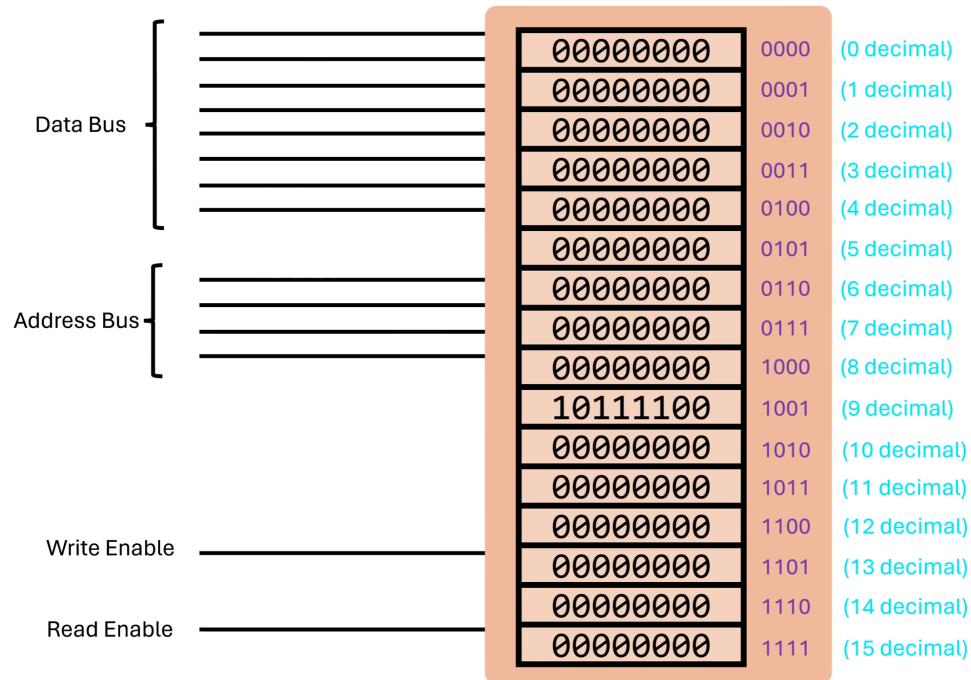 Data Bus
Address Bus
Write Enable
Read Enable
00000000 0000 (0 decimal)
00000000 0001 (1 decimal)
00000000 0010 (2 decimal)
00000000 0011 (3 decimal)
00000000 0100 (4 decimal)
00000000 0101 (5 decimal)
00000000 0110 (6 decimal)
00000000 0111 (7 decimal)
00000000 1000 (8 decimal)
10111100 1001 (9 decimal)
00000000 1010 (10 decimal)
00000000 1011 (11 decimal)
00000000 1100 (12 decimal)
00000000 1101 (13 decimal)
00000000 1110 (14 decimal)
00000000 1111 (15 decimal)